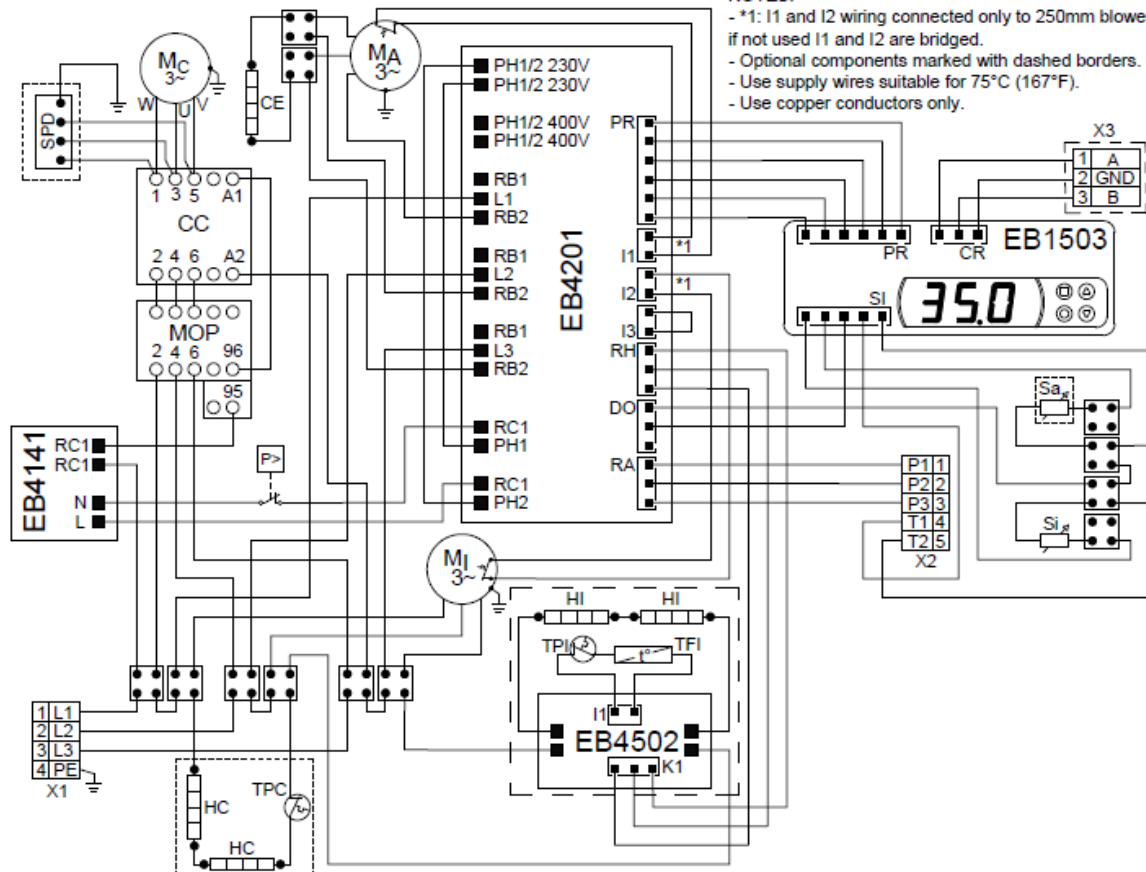 - *1: I1 and I2 wiring connected only to 250mm blowe
if not used I1 and I2 are bridged.
- Optional components marked with dashed borders.
- Use supply wires suitable for 75°C (167°F).
- Use copper conductors only.
MC
3~
W
U
V
SPD
1 3 5 A1
CC
2 4 6 A2
MOP
2 4 6 96
95
CE
MA
3~
EB4141
RC1
RC1
N
L
P>
EB4201
PH1/2 230V
PH1/2 230V
PH1/2 400V
PH1/2 400V
RB1
L1
RB2
RB1
L2
RB2
RB1
L3
RB2
RC1
PH1
RC1
PH2
PR
I1
*1
I2
*1
I3
RH
DO
RA
X3
1 A
2 GND
3 B
EB1503
PR
CR
SI
35.0
Sa
Si
P1 1
P2 2
P3 3
T1 4
T2 5
X2
MI
3~
HI
HI
TPI
t°
TFI
I1
EB4502
K1
1 L1
2 L2
3 L3
4 PE
X1
HC
TPC
HC